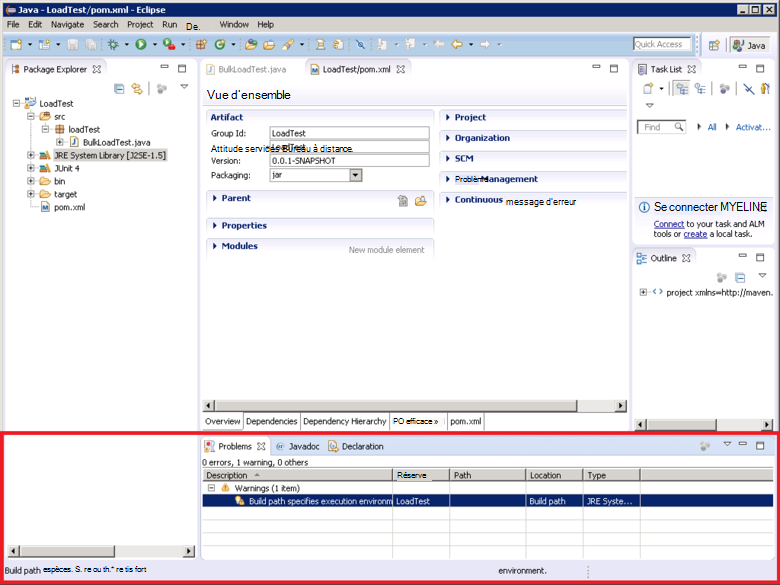 Java - LoadTest/pom.xml - Eclipse
File Edit Navigate Search Project Run De. Window Help
Quick Access Java
Package Explorer
LoadTest
src
loadTest
BulkLoadTest.java
JRE System Library [J2SE-1.5]
JUnit 4
bin
target
pom.xml
BulkLoadTest.java LoadTest/pom.xml
Vue d'ensemble
Artifact
Group Id: LoadTest
Attitude services Bureau à distance.
Version: 0.0.1-SNAPSHOT
Packaging: jar
Parent
Properties
Modules
New module element
Project
Organization
SCM
Problème Management
Continuous message d'erreur
Overview Dependencies Dependency Hierarchy PO efficace » pom.xml
Task List
Find All Activat...
Se connecter MYELINE
Connect to your task and ALM
tools or create a local task.
Outline
project xmlns=http://maven.
Problems Javadoc Declaration
0 errors, 1 warning, 0 others
Description Réserve Path Location Type
Warnings (1 item)
Build path specifies execution environm LoadTest Build path JRE Syste...
Build path espèces. S. re ou th." re tis fort environment.